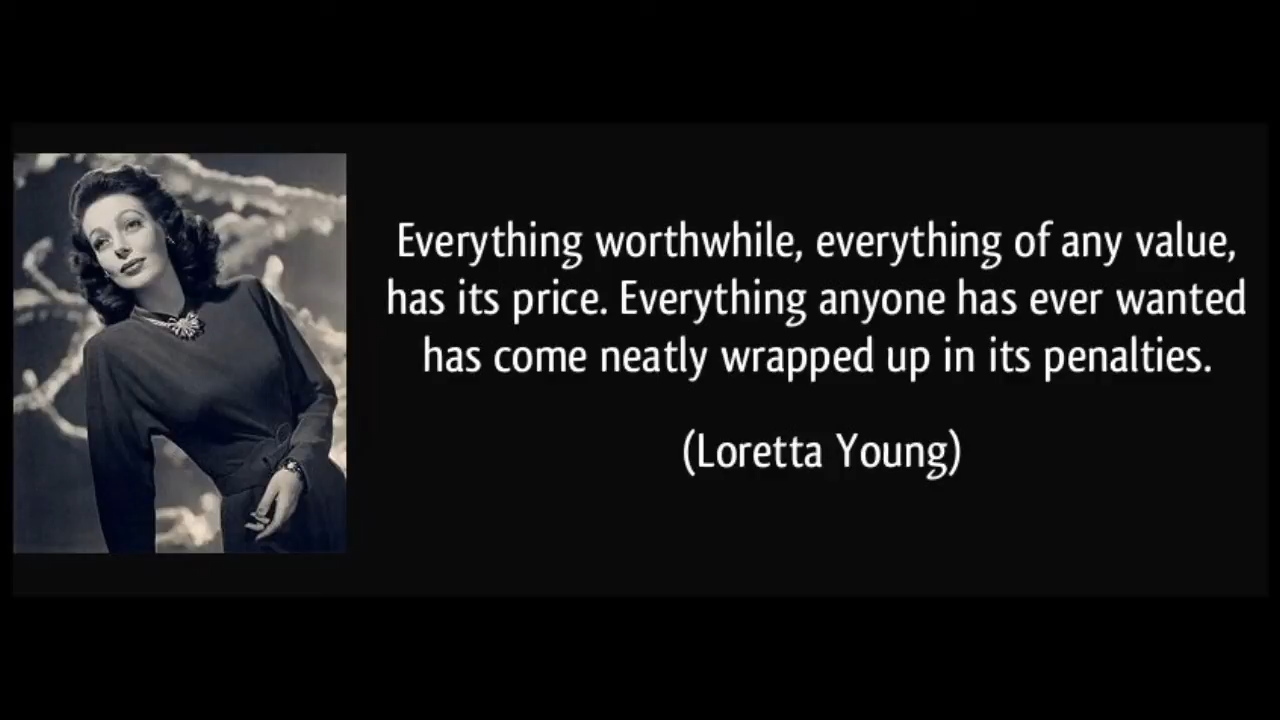 Everything worthwhile, everything of any value,
has its price. Everything anyone has ever wanted
has come neatly wrapped up in its penalties.
(Loretta Young)